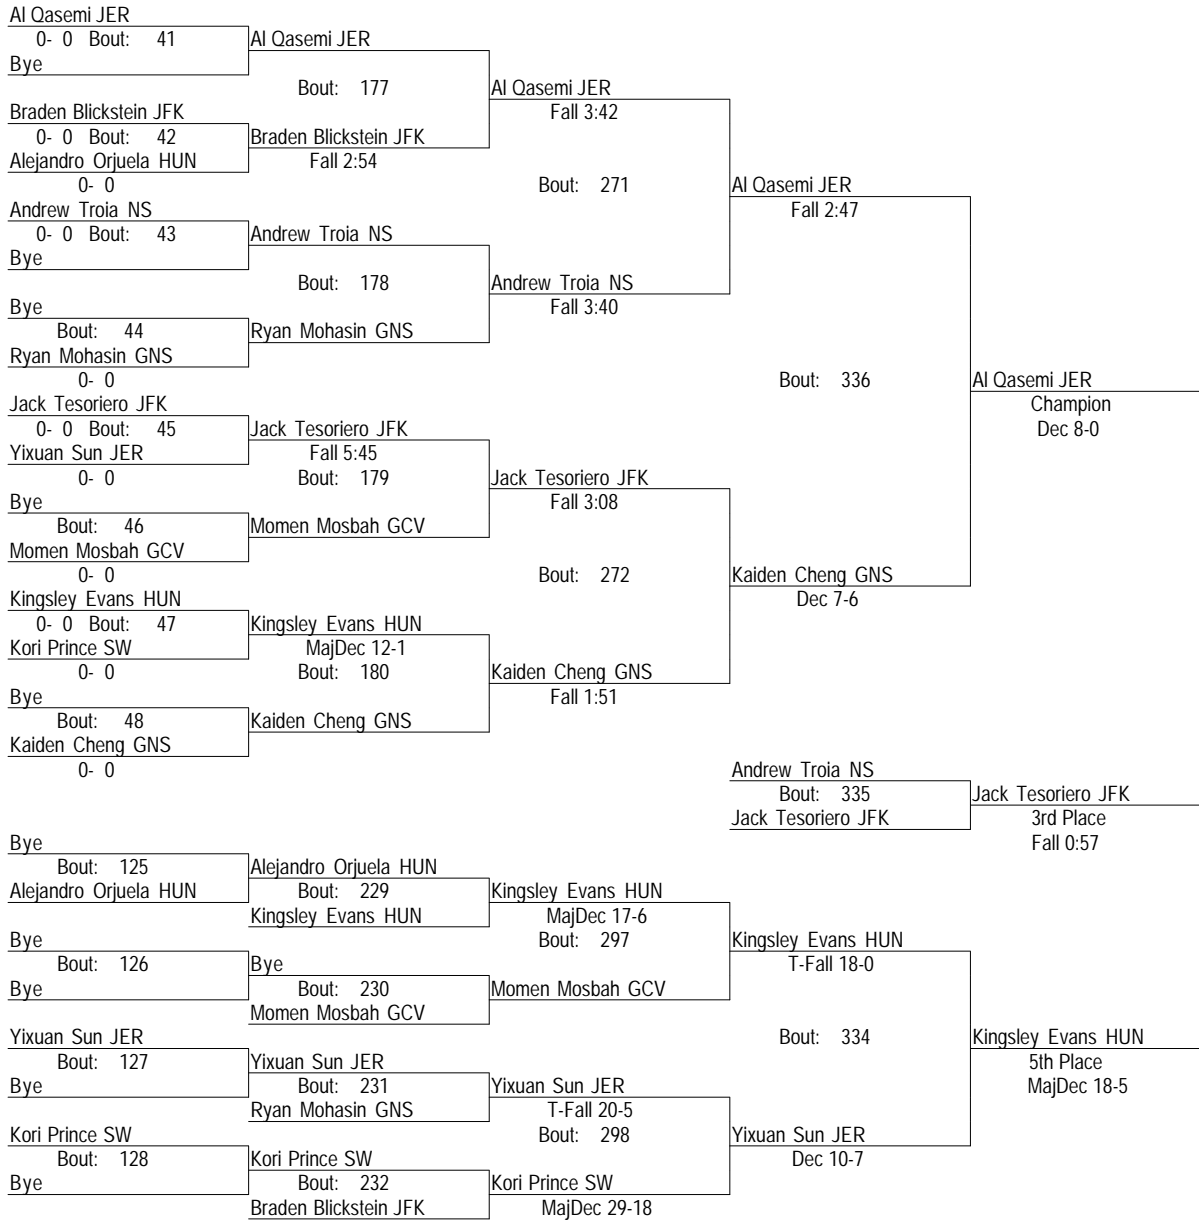 Al Qasemi JER
0- 0 Bout: 41
Al Qasemi JER
Bye
Bout: 177
Al Qasemi JER
Braden Blickstein JFK
Fall 3:42
0- 0 Bout: 42
Braden Blickstein JFK
Alejandro Orjuela HUN
Fall 2:54
0- 0
Bout: 271
Al Qasemi JER
Andrew Troia NS
Fall 2:47
0- 0 Bout: 43
Andrew Troia NS
Bye
Bout: 178
Andrew Troia NS
Bye
Fall 3:40
Bout: 44
Ryan Mohasin GNS
Ryan Mohasin GNS
0- 0
Bout: 336
Al Qasemi JER
Jack Tesoriero JFK
Champion
0- 0 Bout: 45
Jack Tesoriero JFK
Dec 8-0
Yixuan Sun JER
Fall 5:45
0- 0
Bout: 179
Jack Tesoriero JFK
Bye
Fall 3:08
Bout: 46
Momen Mosbah GCV
Momen Mosbah GCV
0- 0
Bout: 272
Kaiden Cheng GNS
Kingsley Evans HUN
Dec 7-6
0- 0 Bout: 47
Kingsley Evans HUN
Kori Prince SW
MajDec 12-1
0- 0
Bout: 180
Kaiden Cheng GNS
Bye
Fall 1:51
Bout: 48
Kaiden Cheng GNS
Kaiden Cheng GNS
0- 0
Andrew Troia NS
Bout: 335
Jack Tesoriero JFK
Jack Tesoriero JFK
3rd Place
Fall 0:57
Bye
Bout: 125
Alejandro Orjuela HUN
Alejandro Orjuela HUN
Bout: 229
Kingsley Evans HUN
Kingsley Evans HUN
MajDec 17-6
Bye
Bout: 297
Kingsley Evans HUN
Bout: 126
Bye
T-Fall 18-0
Bye
Bout: 230
Momen Mosbah GCV
Momen Mosbah GCV
Yixuan Sun JER
Bout: 334
Kingsley Evans HUN
Bout: 127
Yixuan Sun JER
5th Place
Bye
Bout: 231
Yixuan Sun JER
MajDec 18-5
Ryan Mohasin GNS
T-Fall 20-5
Kori Prince SW
Bout: 298
Yixuan Sun JER
Bout: 128
Kori Prince SW
Dec 10-7
Bye
Bout: 232
Kori Prince SW
Braden Blickstein JFK
MajDec 29-18